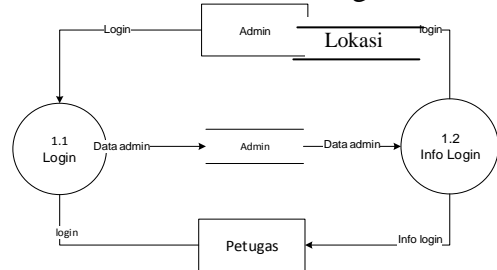 Login
Admin
Lokasi
login
1.1
Login
Data admin
Admin
Data admin
1.2
Info Login
login
Petugas
Info login